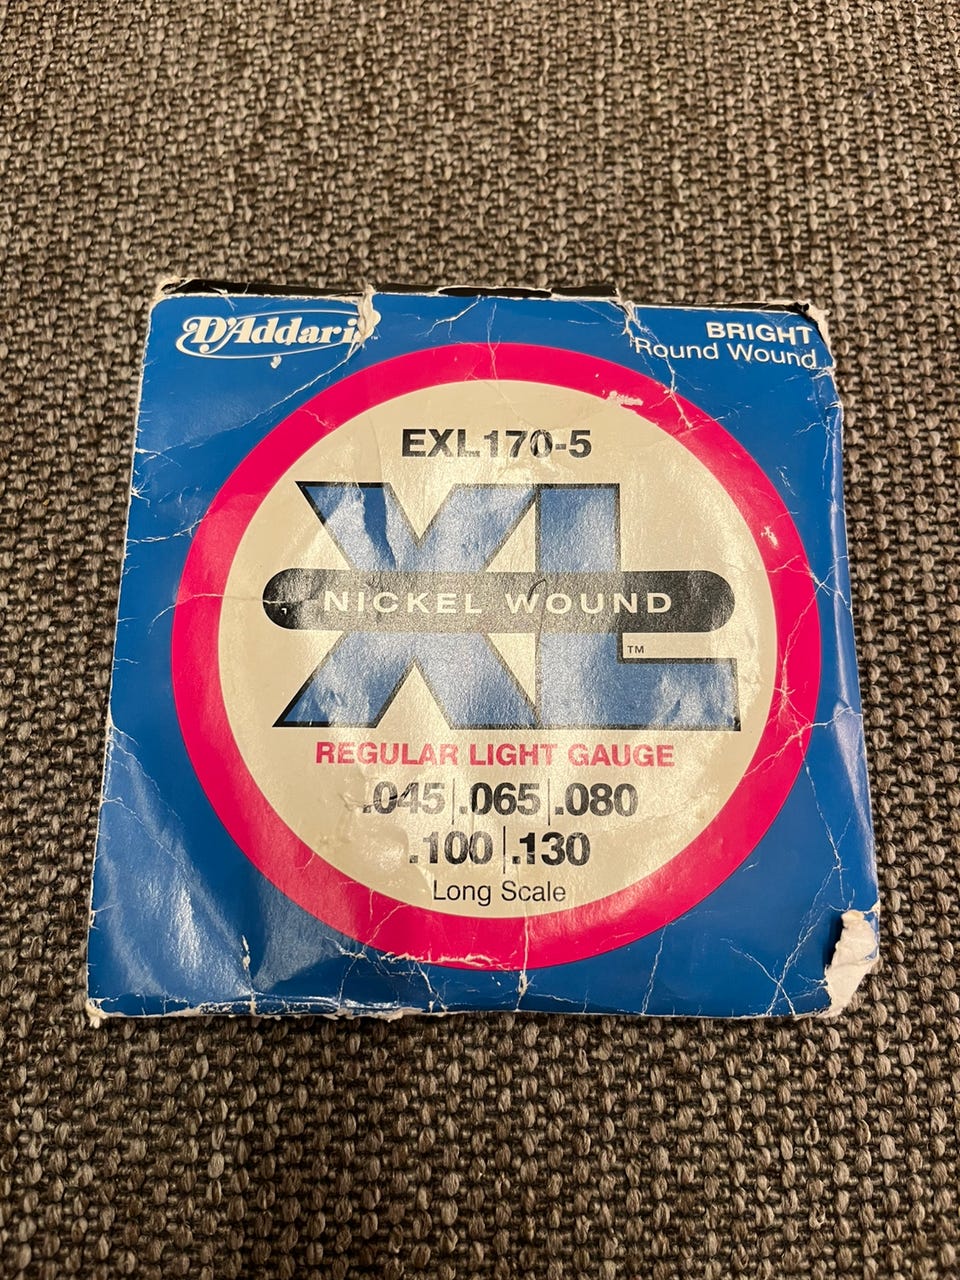 D'Addario
BRIGHT
Round Wound
EXL170-5
XL
NICKEL WOUND
™
REGULAR LIGHT GAUGE
.045 | .065 | .080
.100 | .130
Long Scale